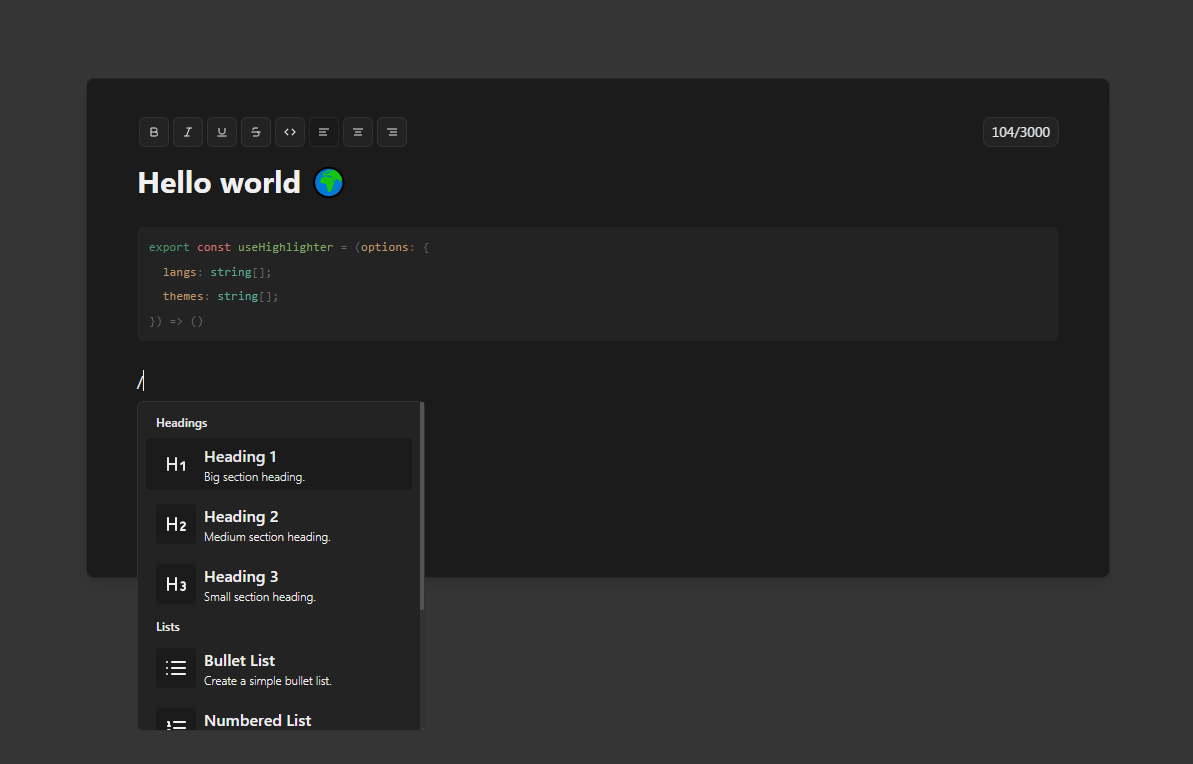 B I U S <>
104/3000
Hello world 🌍
export const useHighlighter = (options: {
  langs: string[];
  themes: string[];
}) => ()
/
Headings
H1
Heading 1
Big section heading.
H2
Heading 2
Medium section heading.
H3
Heading 3
Small section heading.
Lists
Bullet List
Create a simple bullet list.
Numbered List